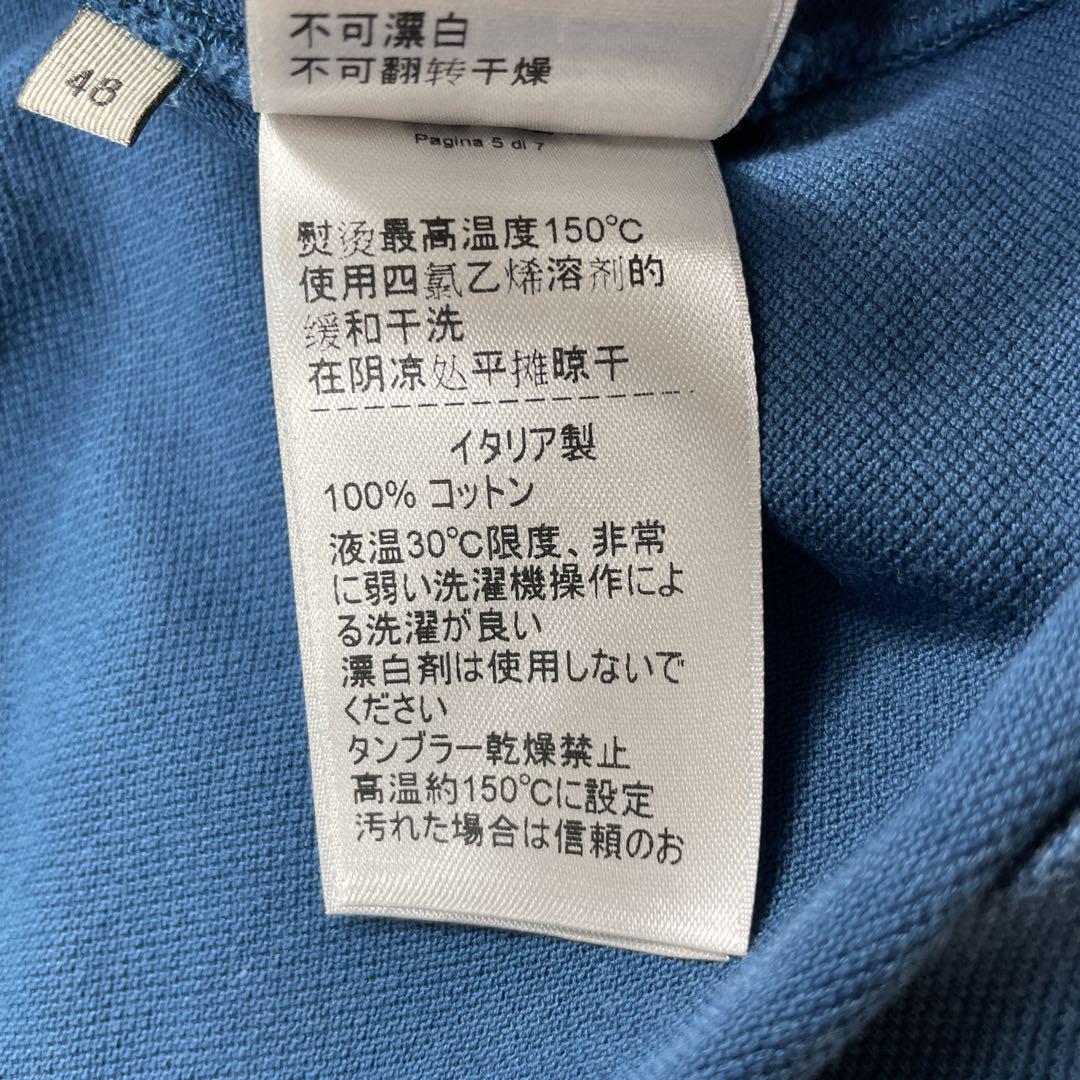 48
不可漂白
不可翻转干燥
Pagina 5 di 7
熨烫最高温度150℃
使用四氯乙烯溶剂的
缓和干洗
在阴凉处平摊晾干
イタリア製
100% コットン
液温30℃限度、非常
に弱い洗濯機操作によ
る洗濯が良い
漂白剤は使用しないで
ください
タンブラー乾燥禁止
高温約150℃に設定
汚れた場合は信頼のお